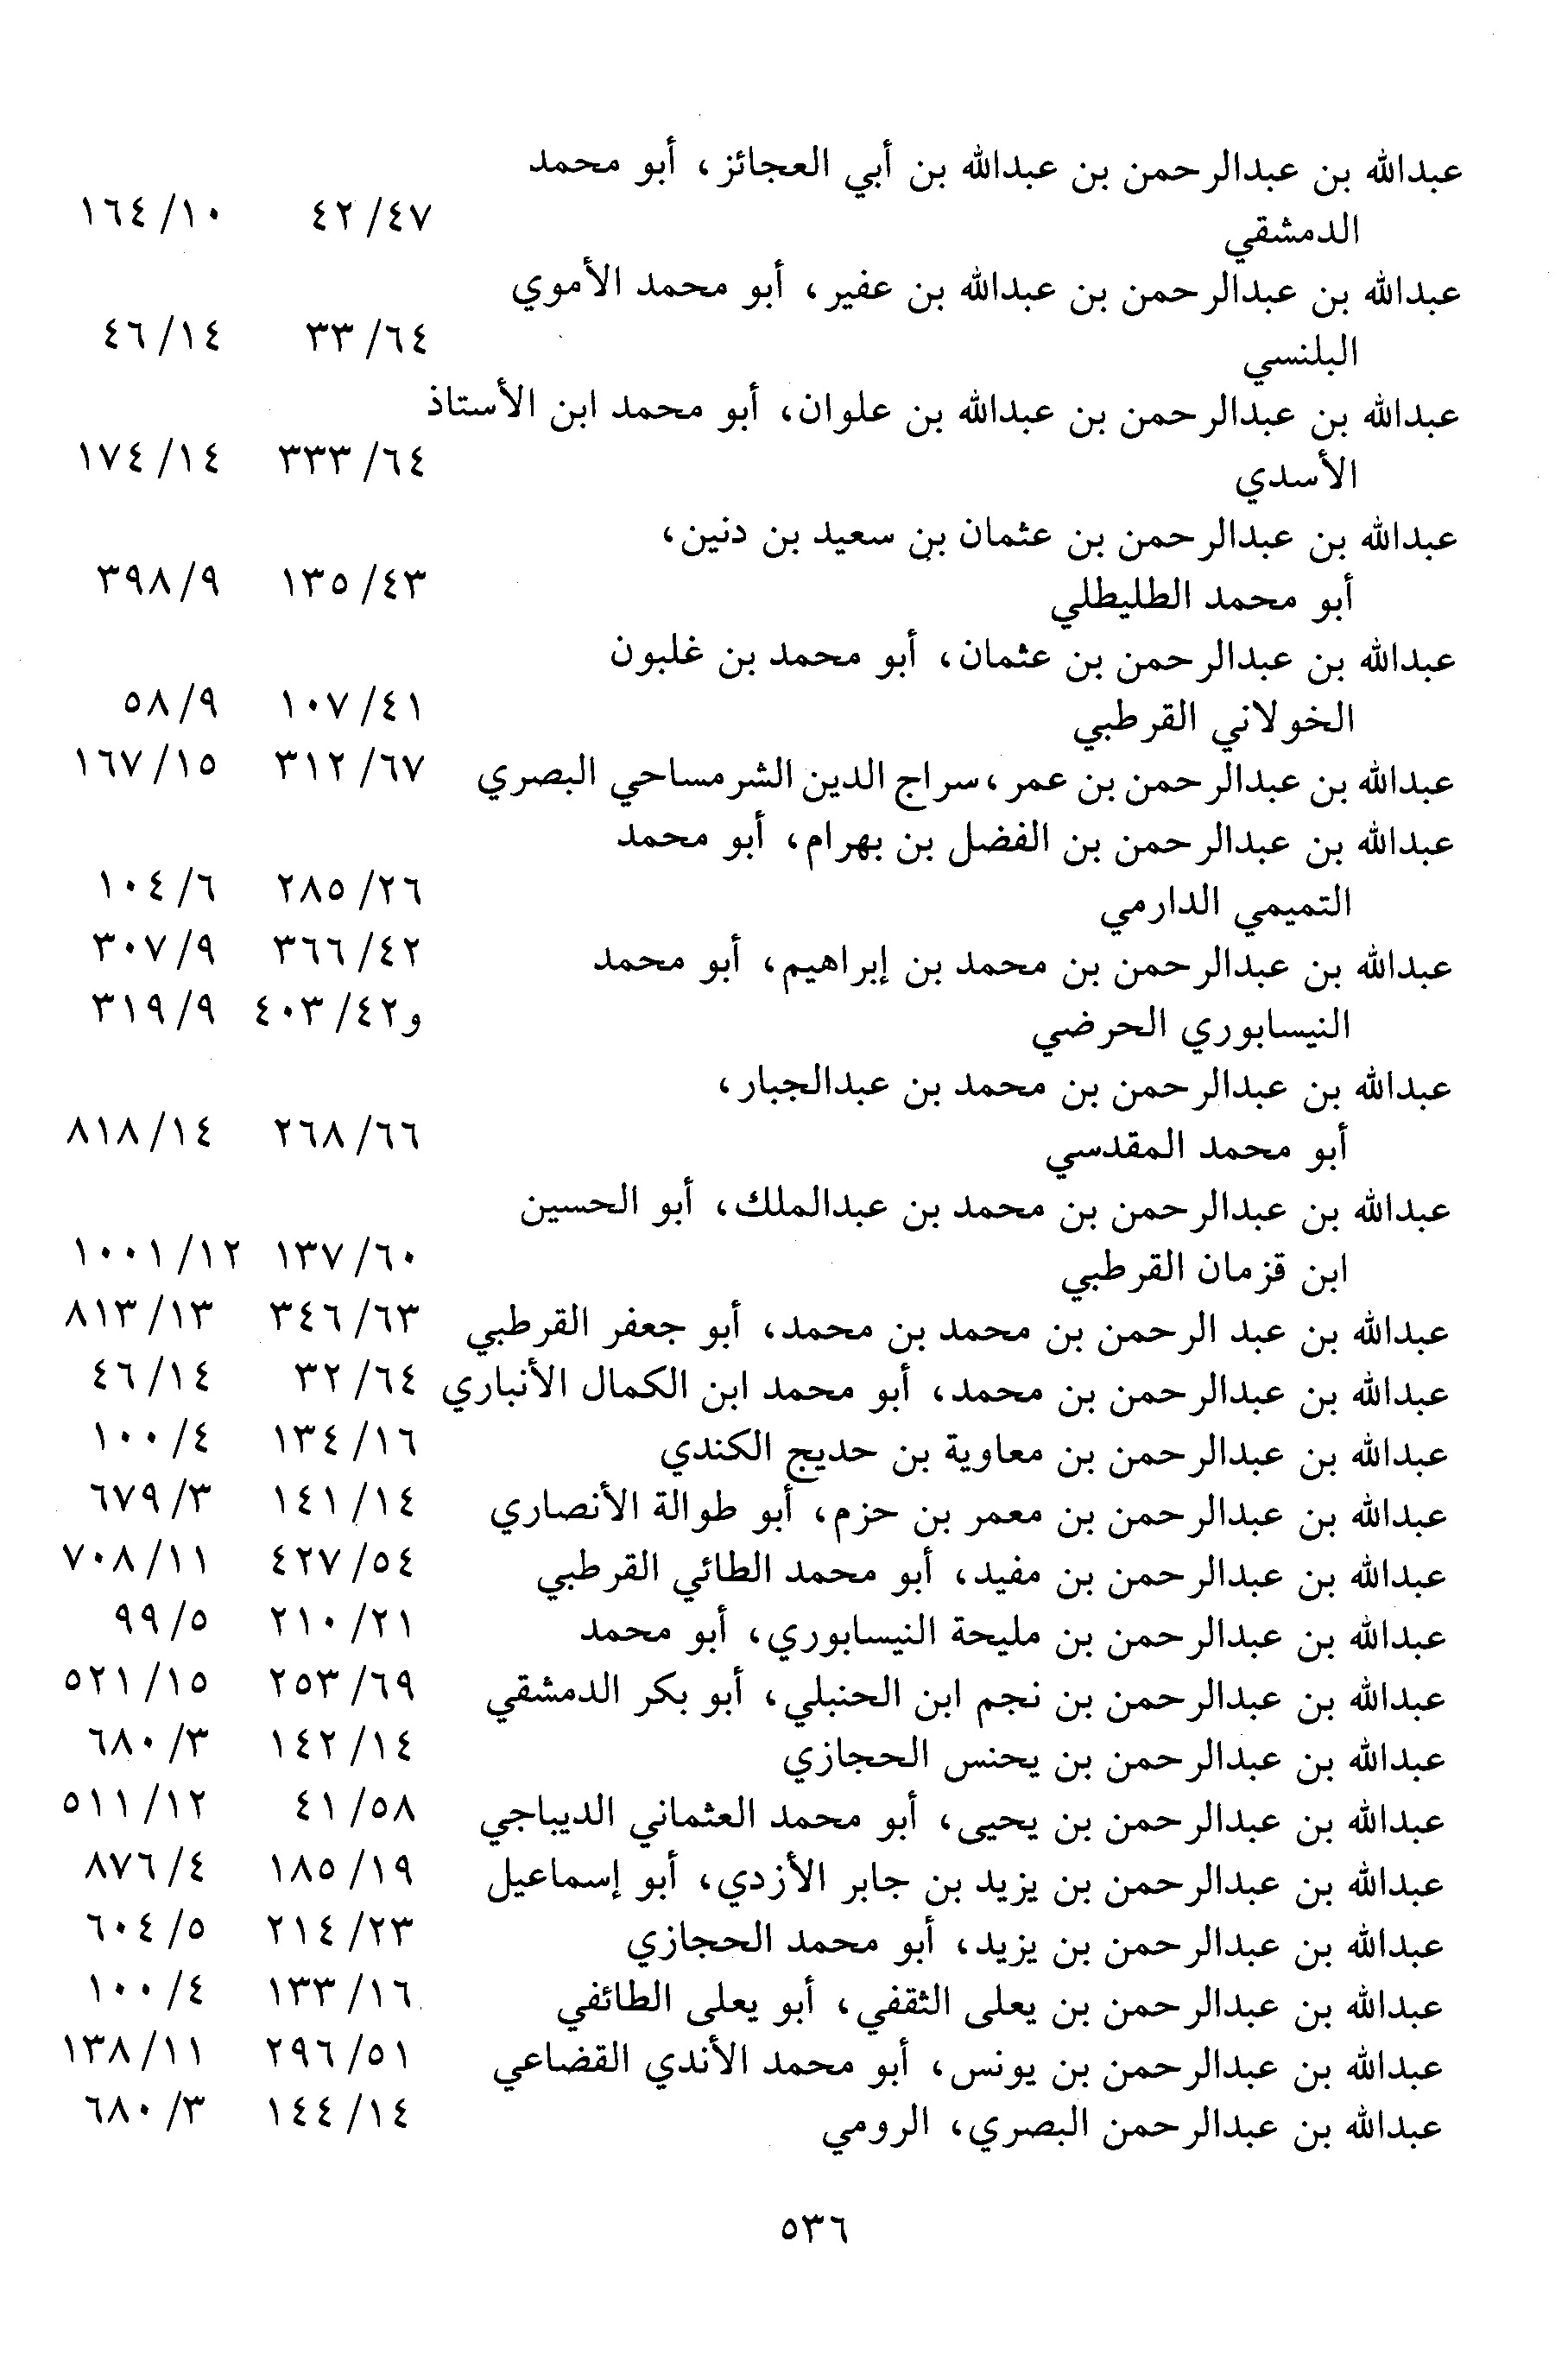 عبدالله بن عبدالرحمن بن عبدالله بن أبي العجائز، أبو محمد
الدمشقي ٤٧/ ٤٢ ١٠/ ١٦٤
عبدالله بن عبدالرحمن بن عبدالله بن عفير، أبو محمد الأموي
البلنسي ٦٤/ ٣٣ ١٤/ ٤٦
عبدالله بن عبدالرحمن بن عبدالله بن علوان، أبو محمد ابن الأستاذ
الأسدي ٦٤/ ٣٣٣ ١٤/ ١٧٤
عبدالله بن عبدالرحمن بن عثمان بن سعيد بن دنين،
أبو محمد الطليطلي ٤٣/ ١٣٥ ٩/ ٣٩٨
عبدالله بن عبدالرحمن بن عثمان، أبو محمد بن غلبون
الخولاني القرطبي ٤١/ ١٠٧ ٩/ ٥٨
عبدالله بن عبدالرحمن بن عمر، سراج الدين الشرمساحي البصري ٦٧/ ٣١٢ ١٥/ ١٦٧
عبدالله بن عبدالرحمن بن الفضل بن بهرام، أبو محمد
التميمي الدارمي ٢٦/ ٢٨٥ ٦/ ١٠٤
عبدالله بن عبدالرحمن بن محمد بن إبراهيم، أبو محمد ٤٢/ ٣٦٦ ٩/ ٣٠٧
النيسابوري الحرضي و٤٢/ ٤٠٣ ٩/ ٣١٩
عبدالله بن عبدالرحمن بن محمد بن عبدالجبار،
أبو محمد المقدسي ٦٦/ ٢٦٨ ١٤/ ٨١٨
عبدالله بن عبدالرحمن بن محمد بن عبدالملك، أبو الحسين
ابن قزمان القرطبي ٦٠/ ١٣٧ ١٢/ ١٠٠١
عبدالله بن عبد الرحمن بن محمد بن محمد، أبو جعفر القرطبي ٦٣/ ٣٤٦ ١٣/ ٨١٣
عبدالله بن عبدالرحمن بن محمد، أبو محمد ابن الكمال الأنباري ٦٤/ ٣٢ ١٤/ ٤٦
عبدالله بن عبدالرحمن بن معاوية بن حديج الكندي ١٦/ ١٣٤ ٤/ ١٠٠
عبدالله بن عبدالرحمن بن معمر بن حزم، أبو طوالة الأنصاري ١٤/ ١٤١ ٣/ ٦٧٩
عبدالله بن عبدالرحمن بن مفيد، أبو محمد الطائي القرطبي ٥٤/ ٤٢٧ ١١/ ٧٠٨
عبدالله بن عبدالرحمن بن مليحة النيسابوري، أبو محمد ٢١/ ٢١٠ ٥/ ٩٩
عبدالله بن عبدالرحمن بن نجم ابن الحنبلي، أبو بكر الدمشقي ٦٩/ ٢٥٣ ١٥/ ٥٢١
عبدالله بن عبدالرحمن بن يحنس الحجازي ١٤/ ١٤٢ ٣/ ٦٨٠
عبدالله بن عبدالرحمن بن يحيى، أبو محمد العثماني الديباجي ٥٨/ ٤١ ١٢/ ٥١١
عبدالله بن عبدالرحمن بن يزيد بن جابر الأزدي، أبو إسماعيل ١٩/ ١٨٥ ٤/ ٨٧٦
عبدالله بن عبدالرحمن بن يزيد، أبو محمد الحجازي ٢٣/ ٢١٤ ٥/ ٦٠٤
عبدالله بن عبدالرحمن بن يعلى الثقفي، أبو يعلى الطائفي ١٦/ ١٣٣ ٤/ ١٠٠
عبدالله بن عبدالرحمن بن يونس، أبو محمد الأندي القضاعي ٥١/ ٢٩٦ ١١/ ١٣٨
عبدالله بن عبدالرحمن البصري، الرومي ١٤/ ١٤٤ ٣/ ٦٨٠
٥٣٦